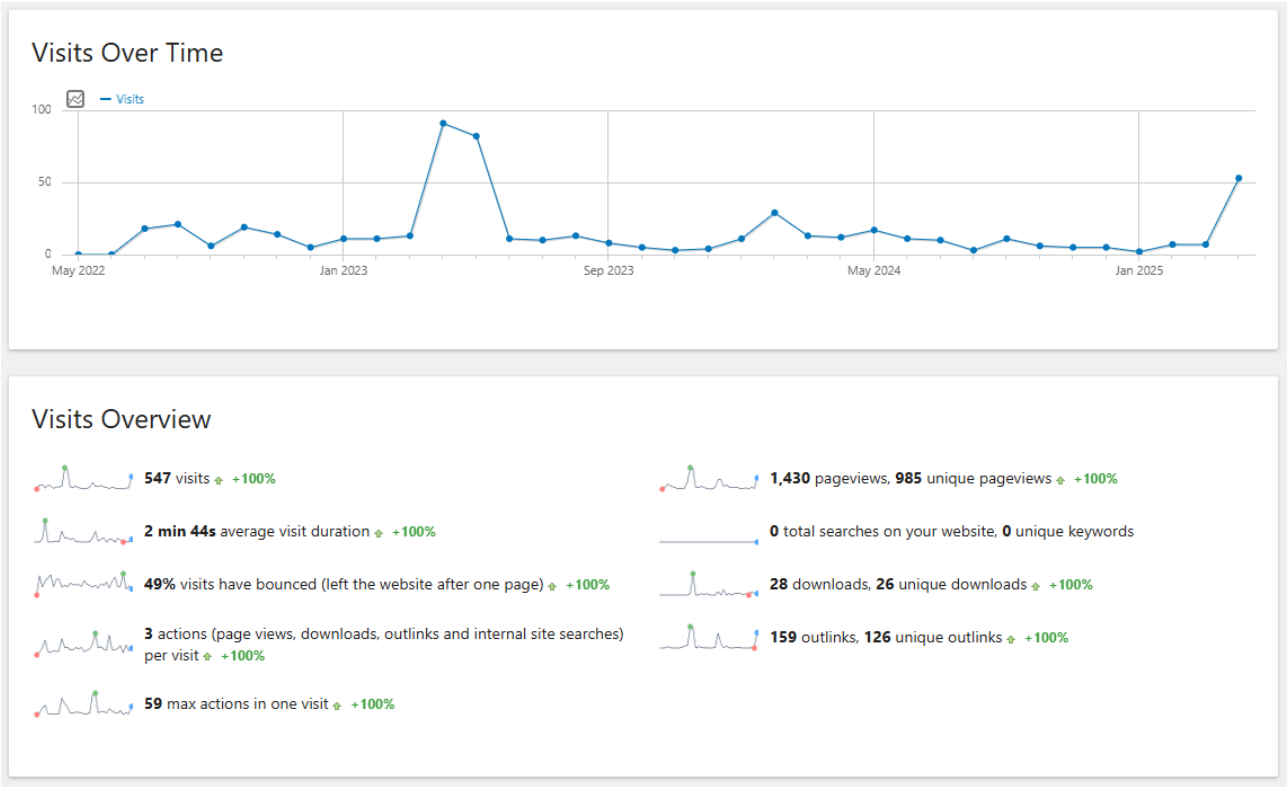 Visits Over Time
Visits
100
50
0
May 2022
Jan 2023
Sep 2023
May 2024
Jan 2025
Visits Overview
547 visits +100%
2 min 44s average visit duration +100%
49% visits have bounced (left the website after one page) +100%
3 actions (page views, downloads, outlinks and internal site searches)
per visit +100%
59 max actions in one visit +100%
1,430 pageviews, 985 unique pageviews +100%
0 total searches on your website, 0 unique keywords
28 downloads, 26 unique downloads +100%
159 outlinks, 126 unique outlinks +100%